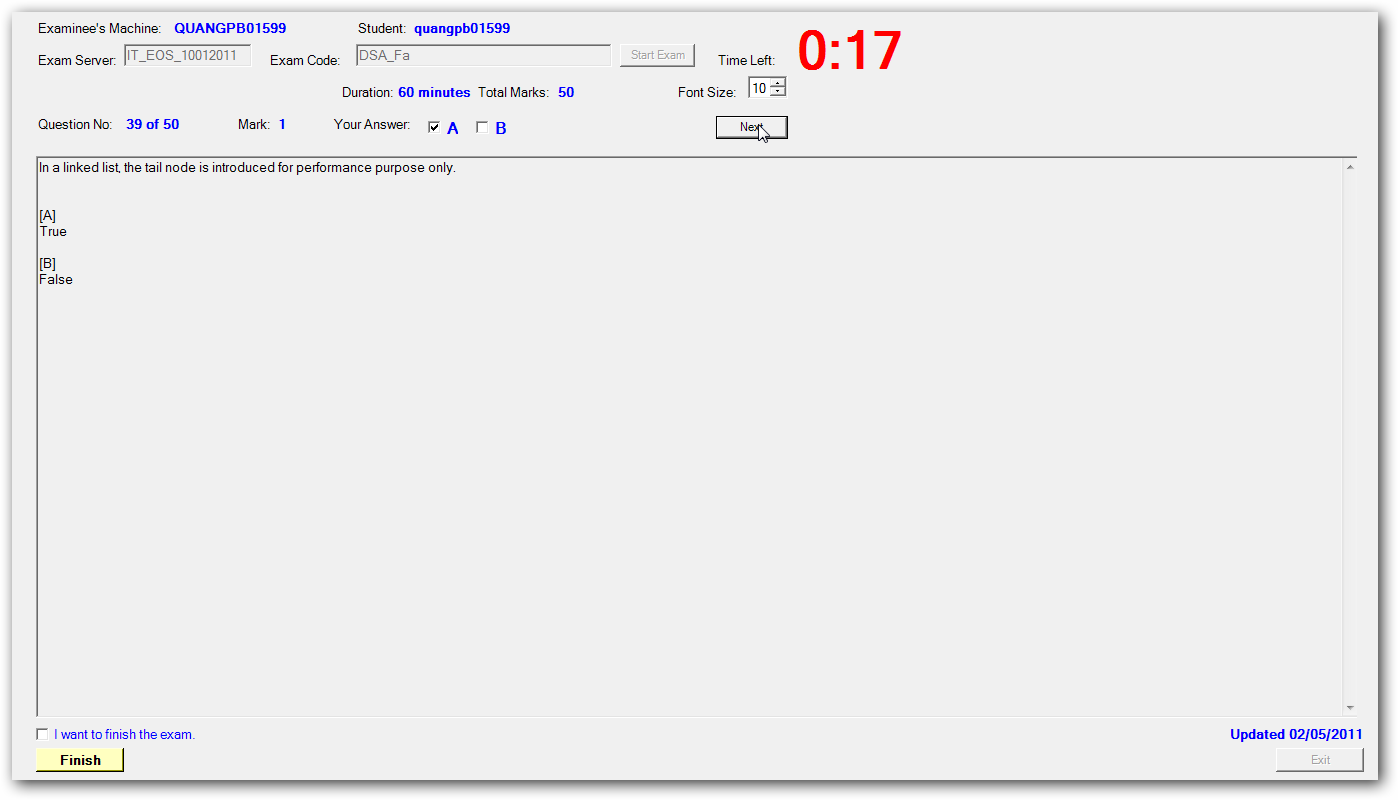 Examinee's Machine: QUANGPB01599 Student: quangpb01599
Exam Server: IT_EOS_10012011 Exam Code: DSA_Fa Start Exam Time Left: 0:17
Duration: 60 minutes Total Marks: 50 Font Size: 10
Question No: 39 of 50 Mark: 1 Your Answer: A B Next
In a linked list, the tail node is introduced for performance purpose only.
[A]
True
[B]
False
I want to finish the exam. Updated 02/05/2011
Finish Exit